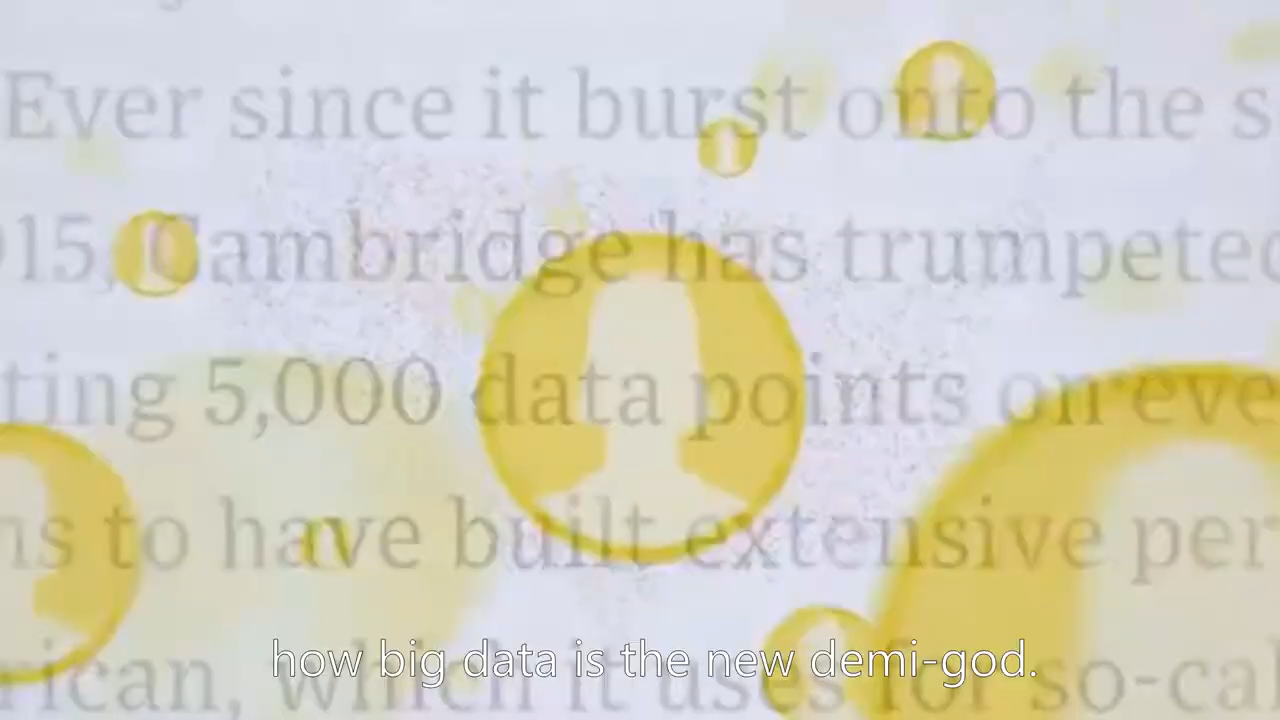 Ever since it burst onto the s
15, Cambridge has trumpeted
ting 5,000 data points on eve
ns to have built extensive per
rican, which it uses for so-cal
how big data is the new demi-god.